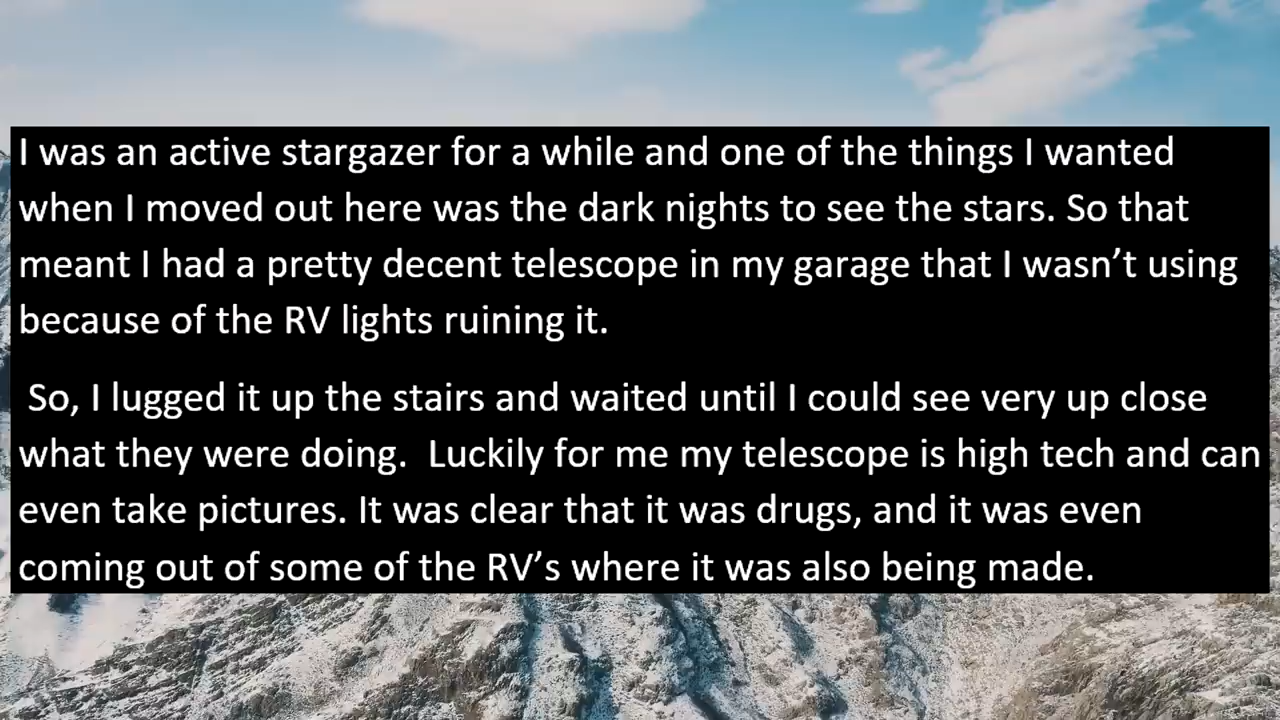 I was an active stargazer for a while and one of the things I wanted
when I moved out here was the dark nights to see the stars. So that
meant I had a pretty decent telescope in my garage that I wasn’t using
because of the RV lights ruining it.
So, I lugged it up the stairs and waited until I could see very up close
what they were doing.  Luckily for me my telescope is high tech and can
even take pictures. It was clear that it was drugs, and it was even
coming out of some of the RV’s where it was also being made.